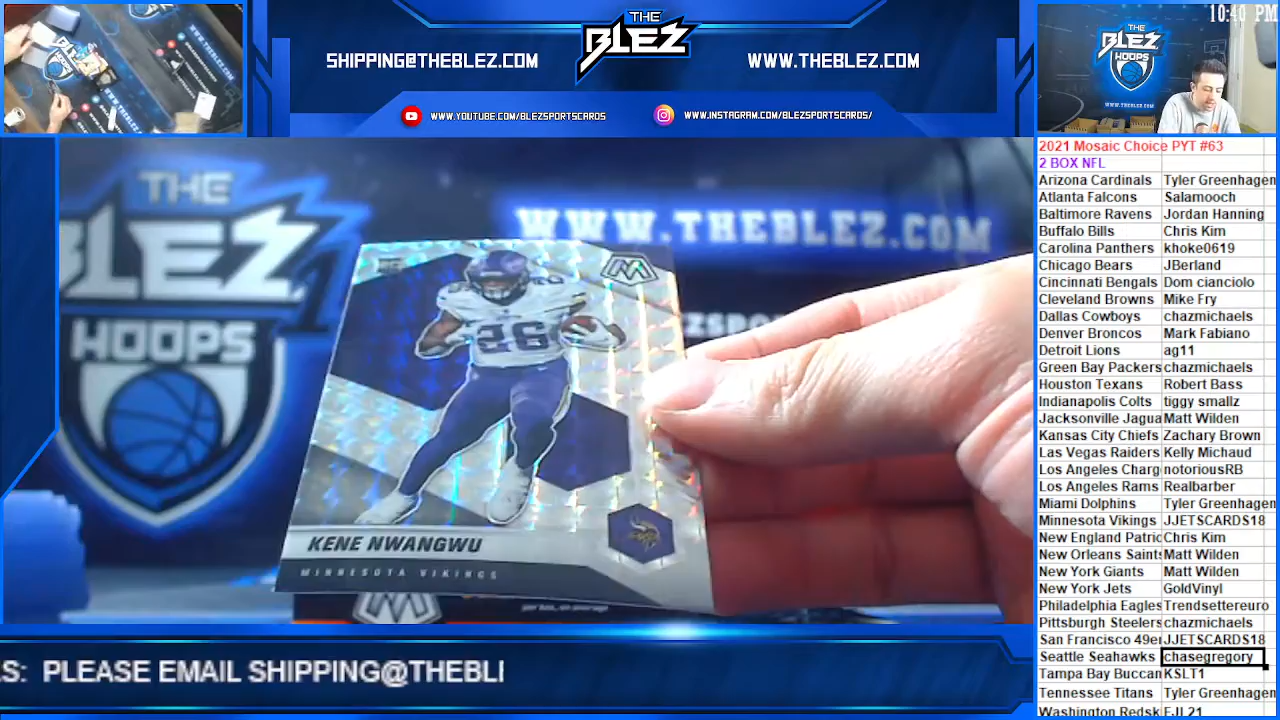 SHIPPING@THEBLEZ.COM
THE
BLEZ
WWW.THEBLEZ.COM
WWW.YOUTUBE.COM/BLEZSPORTSCARDS
WWW.INSTAGRAM.COM/BLEZSPORTSCARDS/
10:40 PM
THE
BLEZ
HOOPS
WWW.THEBLEZ.COM
THE
BLEZ
HOOPS
WWW.THEBLEZ.COM
26
KENE NWANGWU
MINNESOTA VIKINGS
2021 Mosaic Choice PYT #63
2 BOX NFL
Arizona Cardinals Tyler Greenhagen
Atlanta Falcons Salamooch
Baltimore Ravens Jordan Hanning
Buffalo Bills Chris Kim
Carolina Panthers khoke0619
Chicago Bears JBerland
Cincinnati Bengals Dom cianciolo
Cleveland Browns Mike Fry
Dallas Cowboys chazmichaels
Denver Broncos Mark Fabiano
Detroit Lions ag11
Green Bay Packers chazmichaels
Houston Texans Robert Bass
Indianapolis Colts tiggy smallz
Jacksonville Jagua Matt Wilden
Kansas City Chiefs Zachary Brown
Las Vegas Raiders Kelly Michaud
Los Angeles Charg notoriousRB
Los Angeles Rams Realbarber
Miami Dolphins Tyler Greenhagen
Minnesota Vikings JJETSCARDS18
New England Patric Chris Kim
New Orleans Saints Matt Wilden
New York Giants Matt Wilden
New York Jets GoldVinyl
Philadelphia Eagles Trendsettereuro
Pittsburgh Steelers chazmichaels
San Francisco 49er JJETSCARDS18
Seattle Seahawks chasegregory
Tampa Bay Buccan KSLT1
Tennessee Titans Tyler Greenhagen
Washington Redsk EJL21
S: PLEASE EMAIL SHIPPING@THEBLE